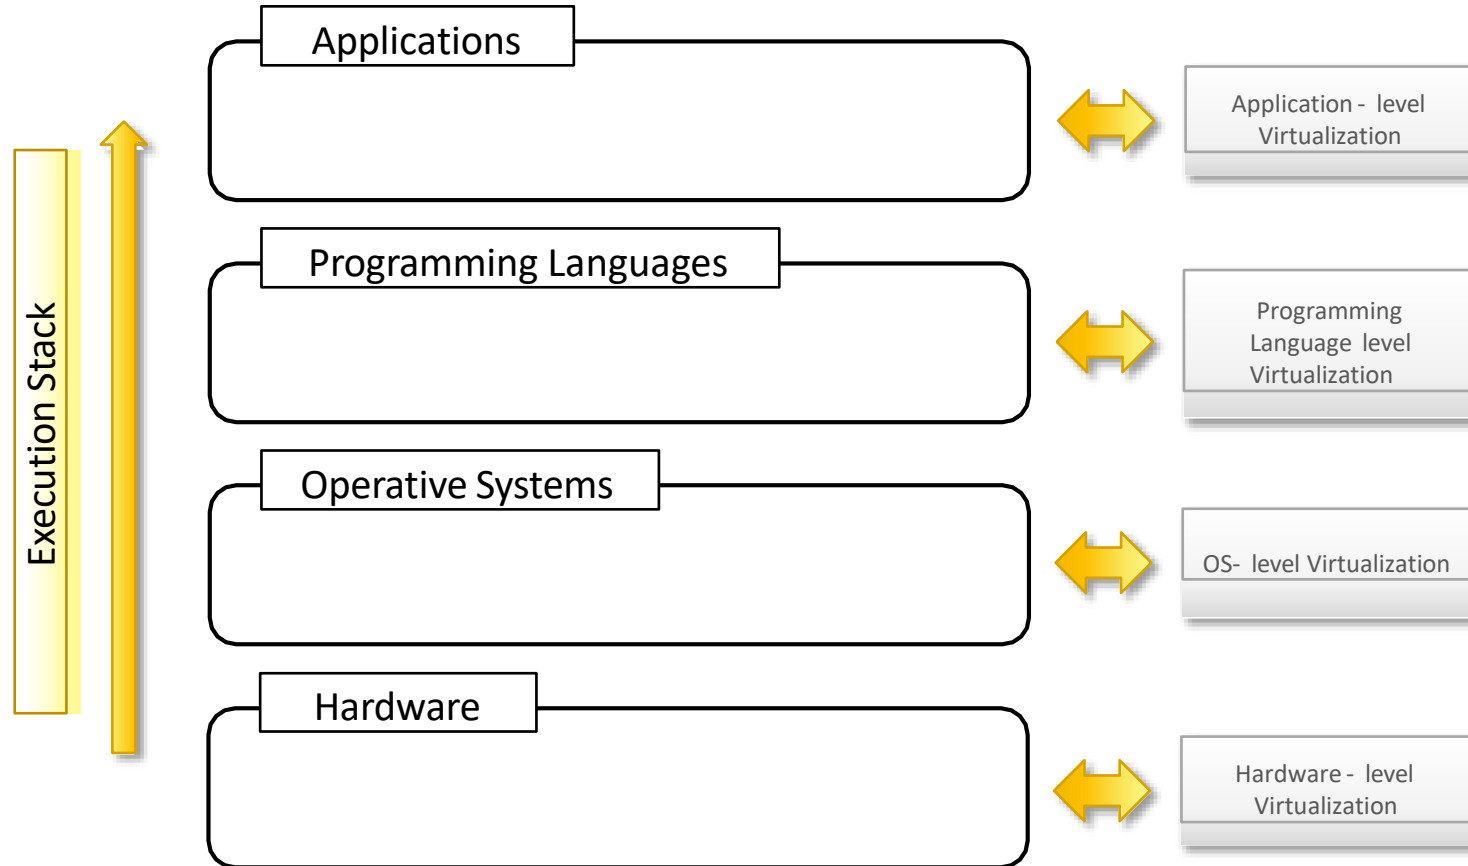 Applications
Application - level
Virtualization
Execution Stack
Programming Languages
Programming
Language level
Virtualization
Operative Systems
OS- level Virtualization
Hardware
Hardware - level
Virtualization